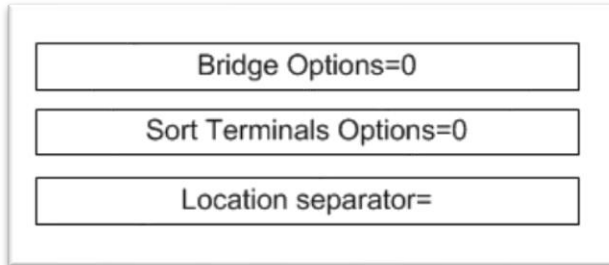 Bridge Options=0
Sort Terminals Options=0
Location separator=